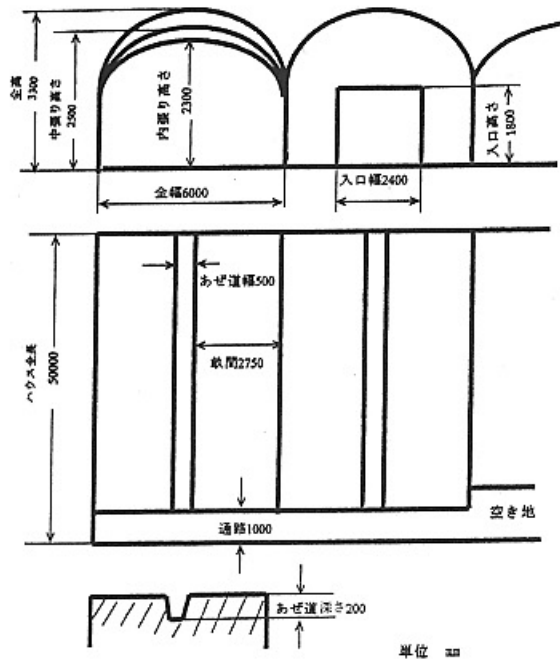 全高
3300
中張り高さ
2500
内張り高さ
2300
入口高さ
1800
全幅6000
入口幅2400
あぜ道幅500
畝間2750
ハウス全長
50000
通路1000
空き地
あぜ道深さ200
単位 mm